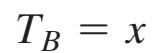 T_B = x